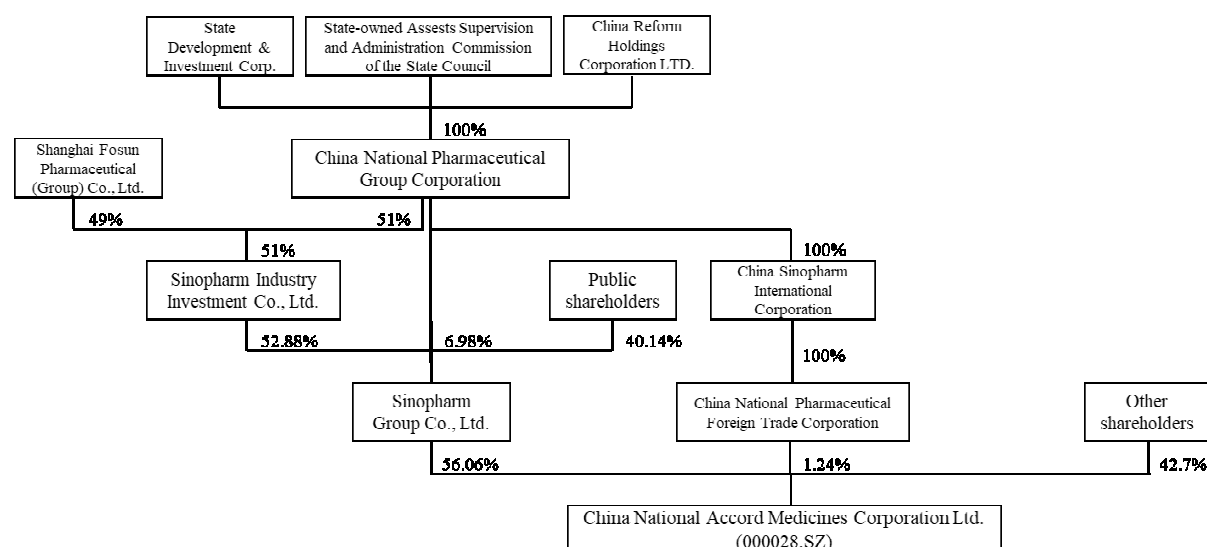 State
Development &
Investment Corp.
State-owned Assests Supervision
and Administration Commission
of the State Council
China Reform
Holdings
Corporation LTD.
100%
Shanghai Fosun
Pharmaceutical
(Group) Co., Ltd.
China National Pharmaceutical
Group Corporation
49%
51%
51%
100%
Sinopharm Industry
Investment Co., Ltd.
Public
shareholders
China Sinopharm
International
Corporation
52.88%
6.98%
40.14%
100%
Sinopharm
Group Co., Ltd.
China National Pharmaceutical
Foreign Trade Corporation
Other
shareholders
56.06%
1.24%
42.7%
China National Accord Medicines Corporation Ltd.
(000028.SZ)